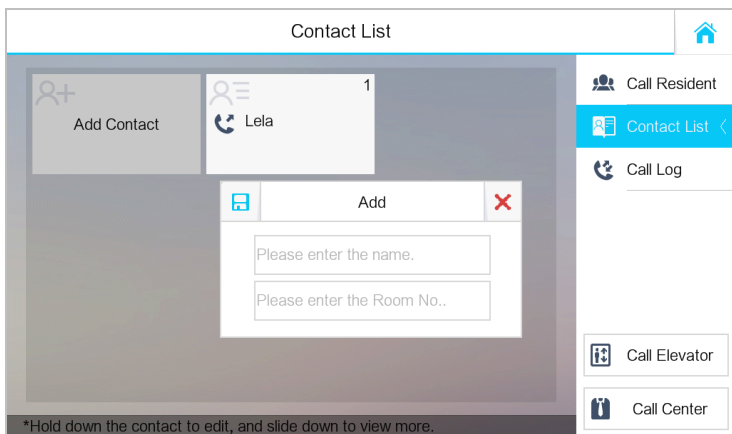 Contact List
Add Contact
1
Lela
Add
Please enter the name.
Please enter the Room No..
*Hold down the contact to edit, and slide down to view more.
Call Resident
Contact List
Call Log
Call Elevator
Call Center